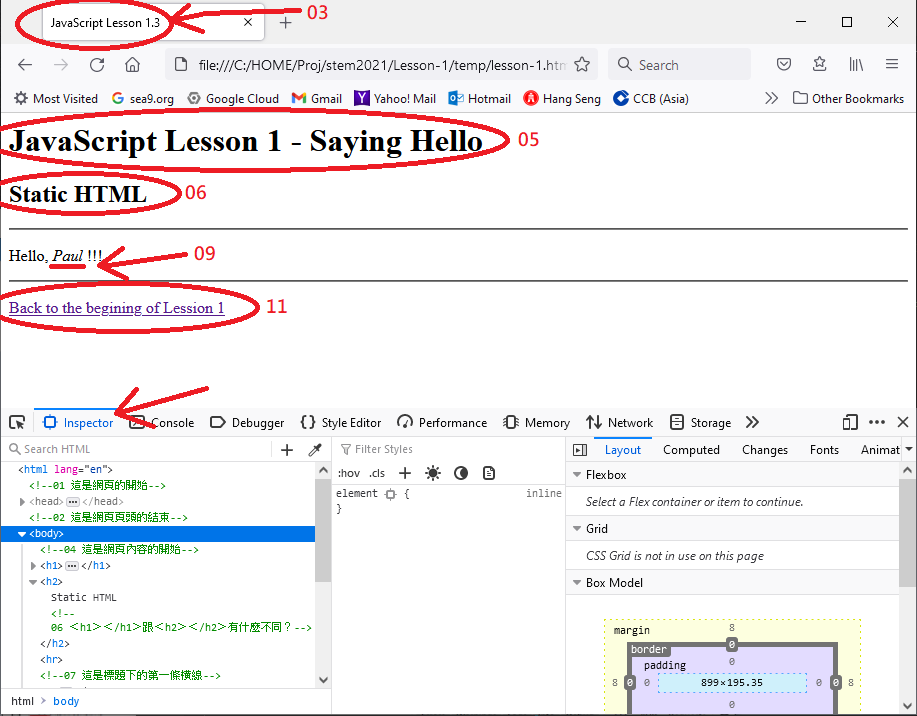 JavaScript Lesson 1.3
03
file:///C:/HOME/Proj/stem2021/Lesson-1/temp/lesson-1.htm
Search
Most Visited sea9.org Google Cloud Gmail Yahoo! Mail Hotmail Hang Seng CCB (Asia) Other Bookmarks
JavaScript Lesson 1 - Saying Hello 05
Static HTML 06
Hello, Paul !!! 09
Back to the begining of Lession 1 11
Inspector Console Debugger Style Editor Performance Memory Network Storage
Search HTML
Filter Styles
Layout Computed Changes Fonts Animat
:hov .cls
<html lang="en">
<!--01 這是網頁的開始-->
<head> </head>
<!--02 這是網頁頁頭的結束-->
<body>
<!--04 這是網頁內容的開始-->
<h1> </h1>
<h2>
Static HTML
<!--
06 <h1></h1>跟<h2></h2>有什麼不同？-->
</h2>
<hr>
<!--07 這是標題下的第一條橫線-->
html body
element { inline
}
Flexbox
Select a Flex container or item to continue.
Grid
CSS Grid is not in use on this page
Box Model
margin 8
border 0
padding 0
8 0 0 899×195.35 0 0 8
0